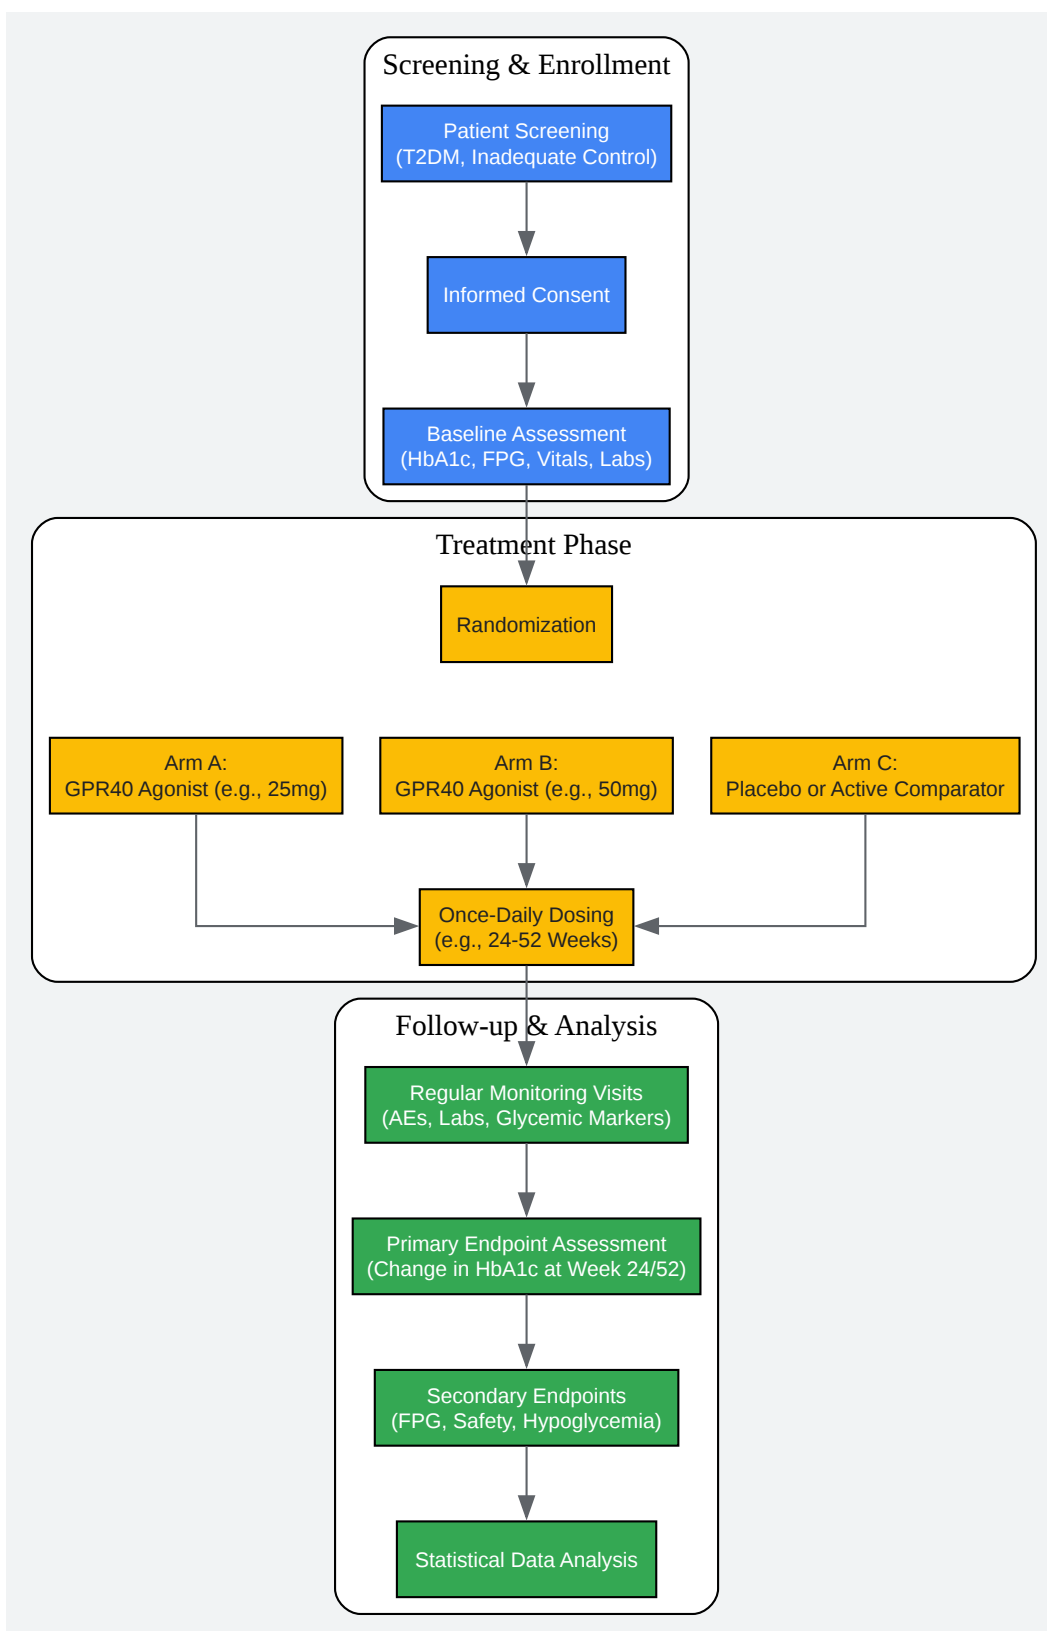 Screening & Enrollment
Patient Screening
(T2DM, Inadequate Control)
Informed Consent
Baseline Assessment
(HbA1c, FPG, Vitals, Labs)
Treatment Phase
Randomization
Arm A:
GPR40 Agonist (e.g., 25mg)
Arm B:
GPR40 Agonist (e.g., 50mg)
Arm C:
Placebo or Active Comparator
Once-Daily Dosing
(e.g., 24-52 Weeks)
Follow-up & Analysis
Regular Monitoring Visits
(AEs, Labs, Glycemic Markers)
Primary Endpoint Assessment
(Change in HbA1c at Week 24/52)
Secondary Endpoints
(FPG, Safety, Hypoglycemia)
Statistical Data Analysis